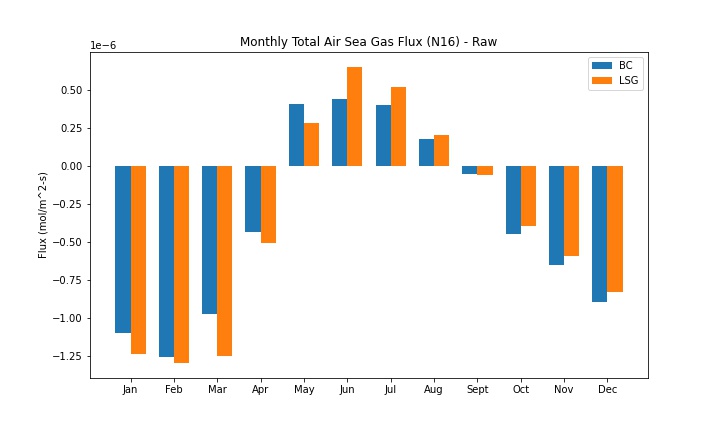 Monthly Total Air Sea Gas Flux (N16) - Raw
1e−6
BC
LSG
0.50
0.25
0.00
−0.25
−0.50
−0.75
−1.00
−1.25
Flux (mol/m^2-s)
Jan Feb Mar Apr May Jun Jul Aug Sept Oct Nov Dec